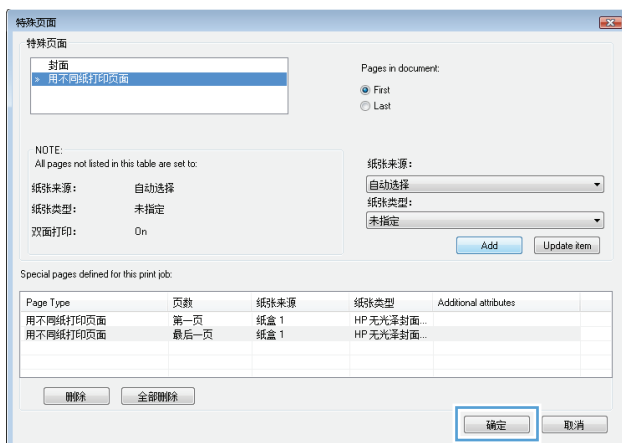 特殊页面
特殊页面
封面
» 用不同纸打印页面
Pages in document:
First
Last
NOTE:
All pages not listed in this table are set to:
纸张来源: 自动选择
纸张类型: 未指定
双面打印: On
纸张来源:
自动选择
纸张类型:
未指定
Add Update item
Special pages defined for this print job:
Page Type 页数 纸张来源 纸张类型 Additional attributes
用不同纸打印页面 第一页 纸盒 1 HP 无光泽封面...
用不同纸打印页面 最后一页 纸盒 1 HP 无光泽封面...
删除 全部删除
确定 取消